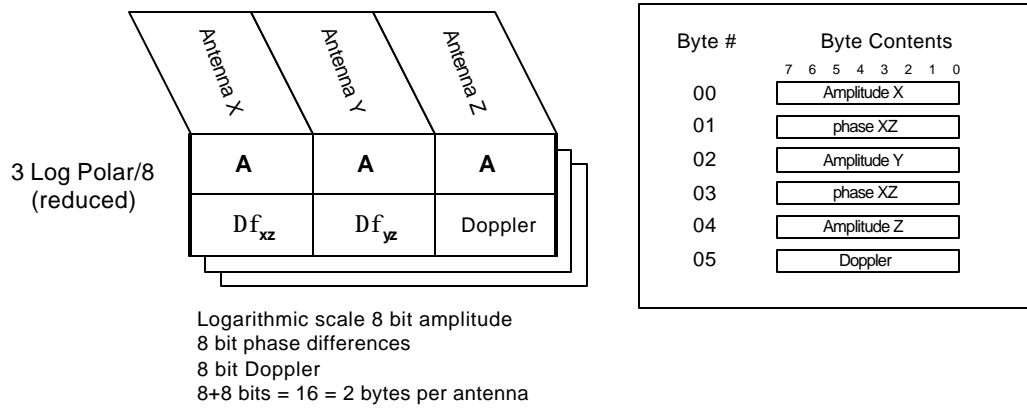 Antenna X
Antenna Y
Antenna Z
3 Log Polar/8
(reduced)
A A A
Df xz Df yz Doppler
Logarithmic scale 8 bit amplitude
8 bit phase differences
8 bit Doppler
8+8 bits = 16 = 2 bytes per antenna
Byte # Byte Contents
7 6 5 4 3 2 1 0
00 Amplitude X
01 phase XZ
02 Amplitude Y
03 phase XZ
04 Amplitude Z
05 Doppler